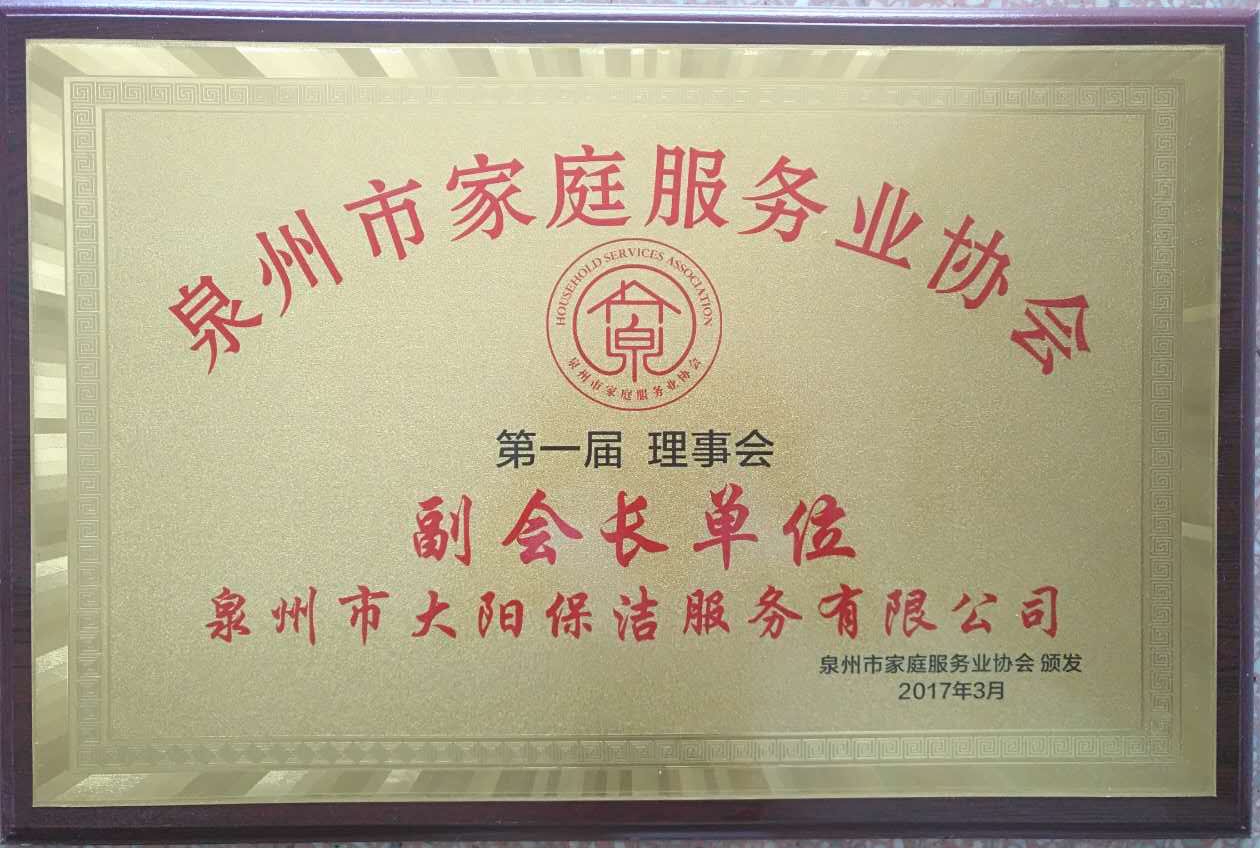 泉州市家庭服务业协会
HOUSEHOLD SERVICES ASSOCIATION
泉州市家庭服务业协会
第一届 理事会
副会长单位
泉州市大阳保洁服务有限公司
泉州市家庭服务业协会 颁发
2017年3月